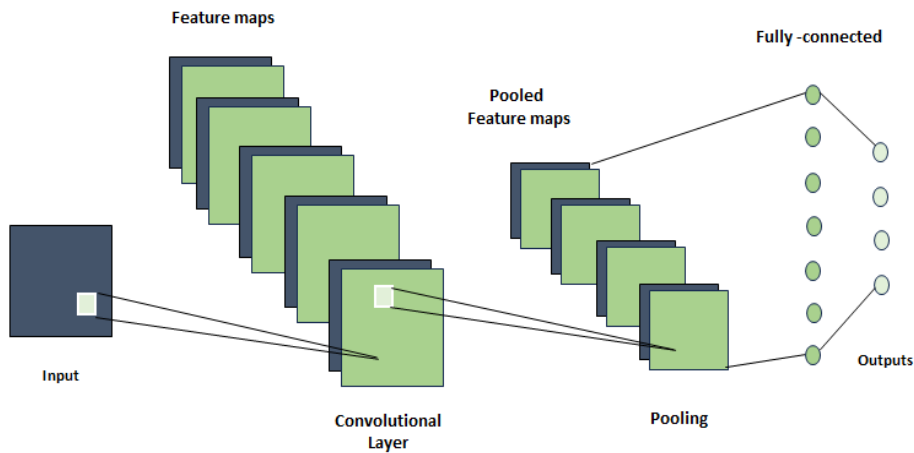 Feature maps
Fully -connected
Pooled
Feature maps
Input
Convolutional
Layer
Pooling
Outputs